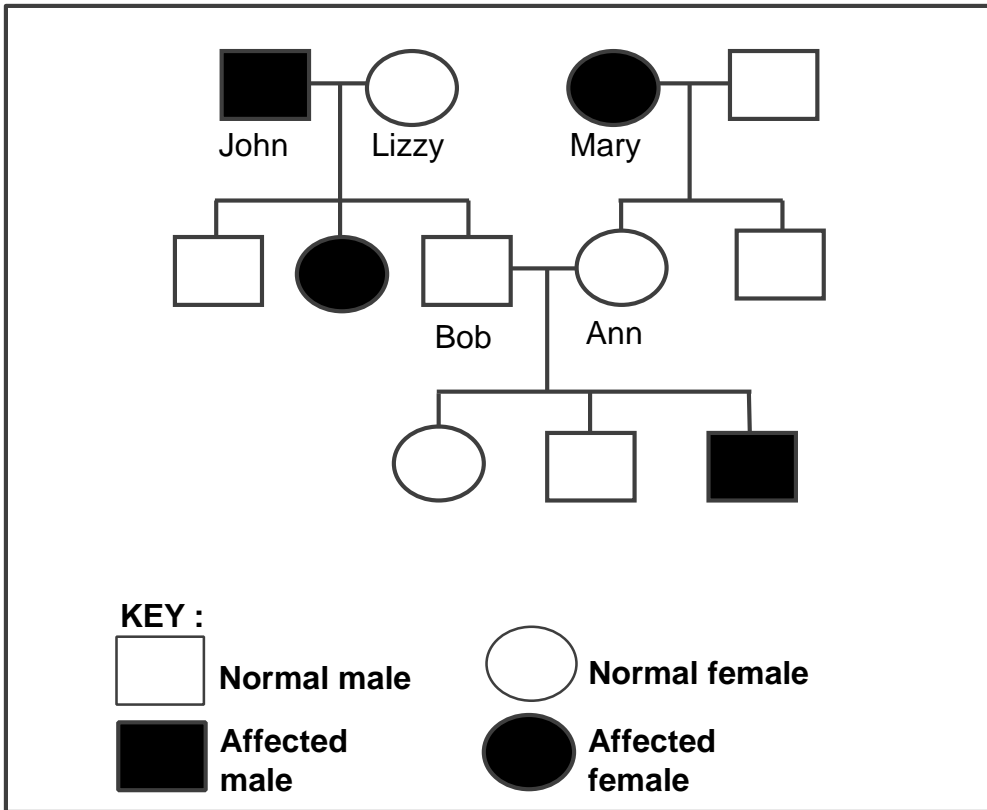 John Lizzy Mary
Bob Ann
KEY :
Normal male Normal female
Affected Affected
male female